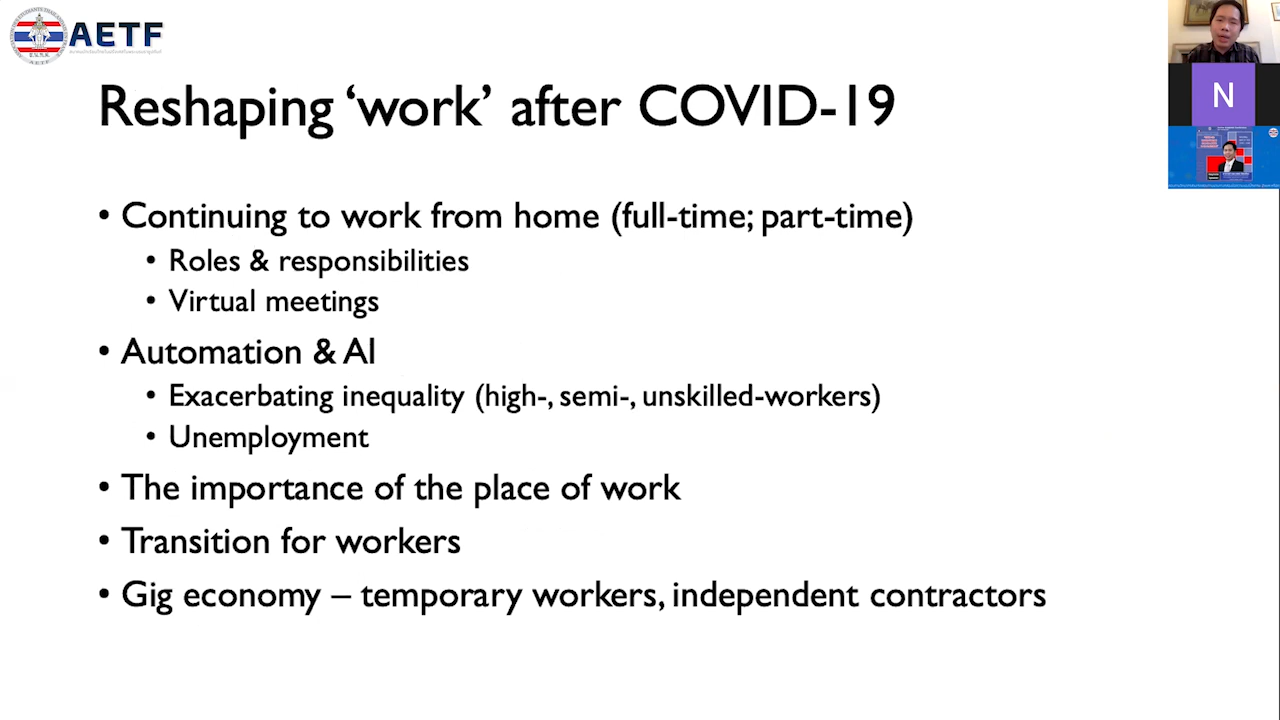 AETF
A.E.T.F.
Reshaping ‘work’ after COVID-19
• Continuing to work from home (full-time; part-time)
• Roles & responsibilities
• Virtual meetings
• Automation & AI
• Exacerbating inequality (high-, semi-, unskilled-workers)
• Unemployment
• The importance of the place of work
• Transition for workers
• Gig economy – temporary workers, independent contractors
N